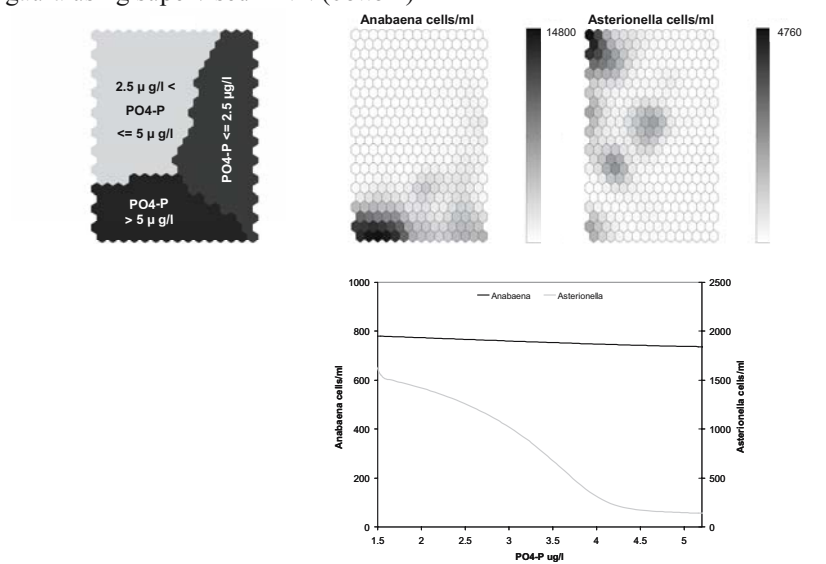 Anabaena cells/ml
Asterionella cells/ml
14800
4760
2.5 µ g/l <
PO4-P
<= 5 µ g/l
PO4-P <= 2.5 µg/l
PO4-P
> 5 µ g/l
Anabaena
Asterionella
1000
800
600
400
200
0
2500
2000
1500
1000
500
0
Anabaena cells/ml
Asterionella cells/ml
1.5 2 2.5 3 3.5 4 4.5 5
PO4-P ug/l